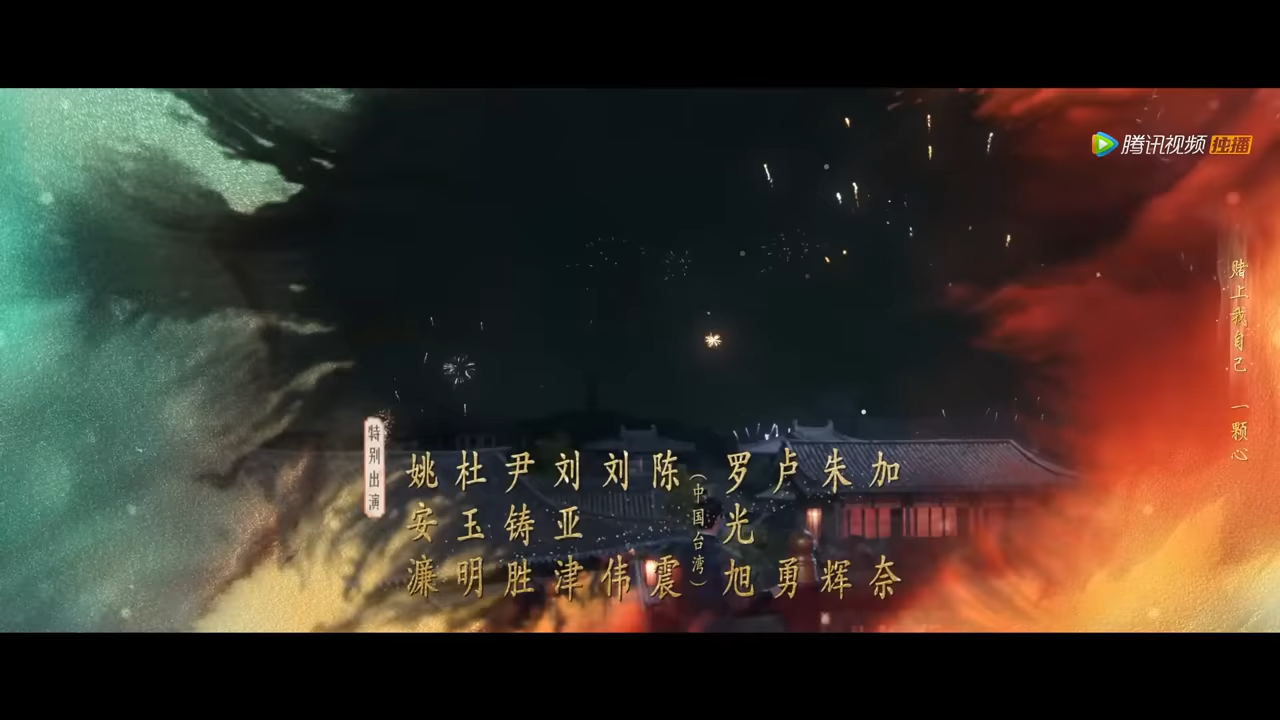 腾讯视频 独播
赌上我自己 一颗心
特别出演
姚安濂
杜玉明
尹铸胜
刘亚津
刘伟
陈震（中国台湾）
罗光旭
卢勇
朱辉
加奈